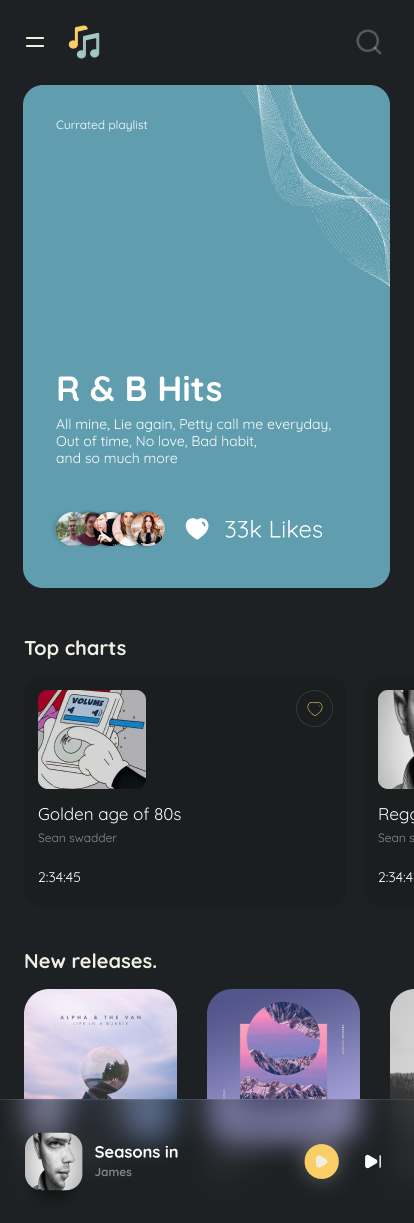 Currated playlist
R & B Hits
All mine, Lie again, Petty call me everyday,
Out of time, No love, Bad habit,
and so much more
33k Likes
Top charts
VOLUME
Golden age of 80s
Sean swadder
2:34:45
Regg
Sean s
2:34:4
New releases.
ALPHA & THE VAN
LIFE IN A BUBBLE
Seasons in
James